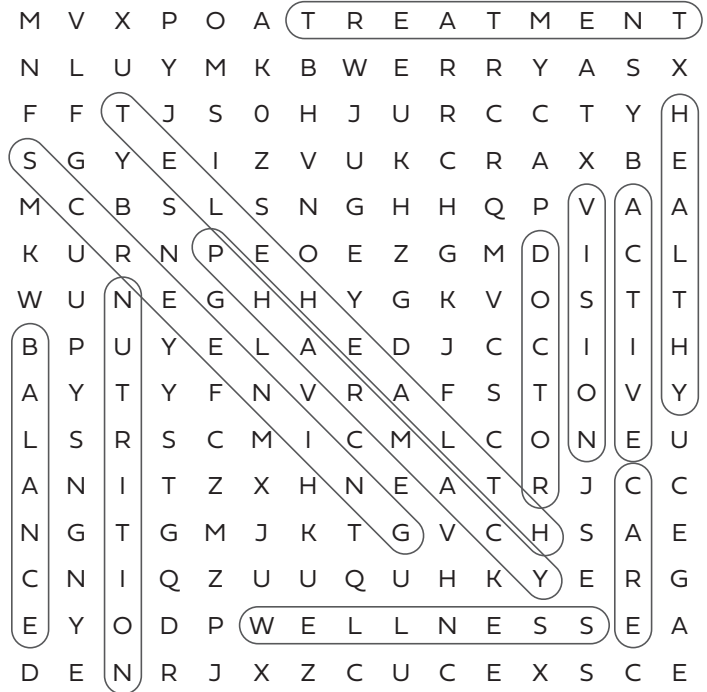 M V X P O A T R E A T M E N T
N L U Y M K B W E R R Y A S X
F F T J S 0 H J U R C C T Y H
S G Y E I Z V U K C R A X B E
M C B S L S N G H H Q P V A A
K U R N P E O E Z G M D I C L
W U N E G H H Y G K V O S T T
B P U Y E L A E D J C C I I H
A Y T Y F N V R A F S T O V Y
L S R S C M I C M L C O N E U
A N I T Z X H N E A T R J C C
N G T G M J K T G V C H S A E
C N I Q Z U U Q U H K Y E R G
E Y O D P W E L L N E S S E A
D E N R J X Z C U C E X S C E